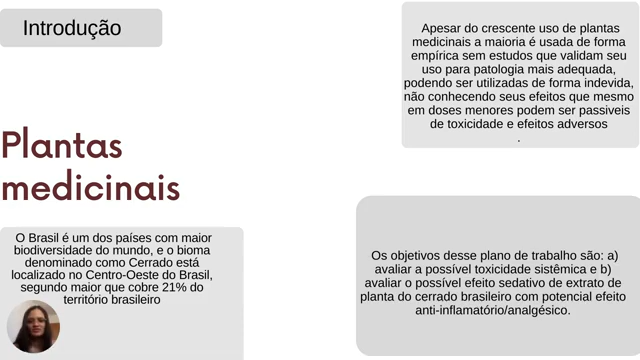 Introdução
Plantas
medicinais
O Brasil é um dos países com maior
biodiversidade do mundo, e o bioma
denominado como Cerrado está
localizado no Centro-Oeste do Brasil,
segundo maior que cobre 21% do
território brasileiro
Apesar do crescente uso de plantas
medicinais a maioria é usada de forma
empírica sem estudos que validam seu
uso para patologia mais adequada,
podendo ser utilizadas de forma indevida,
não conhecendo seus efeitos que mesmo
em doses menores podem ser passiveis
de toxicidade e efeitos adversos
.
Os objetivos desse plano de trabalho são: a)
avaliar a possível toxicidade sistêmica e b)
avaliar o possível efeito sedativo de extrato de
planta do cerrado brasileiro com potencial efeito
anti-inflamatório/analgésico.